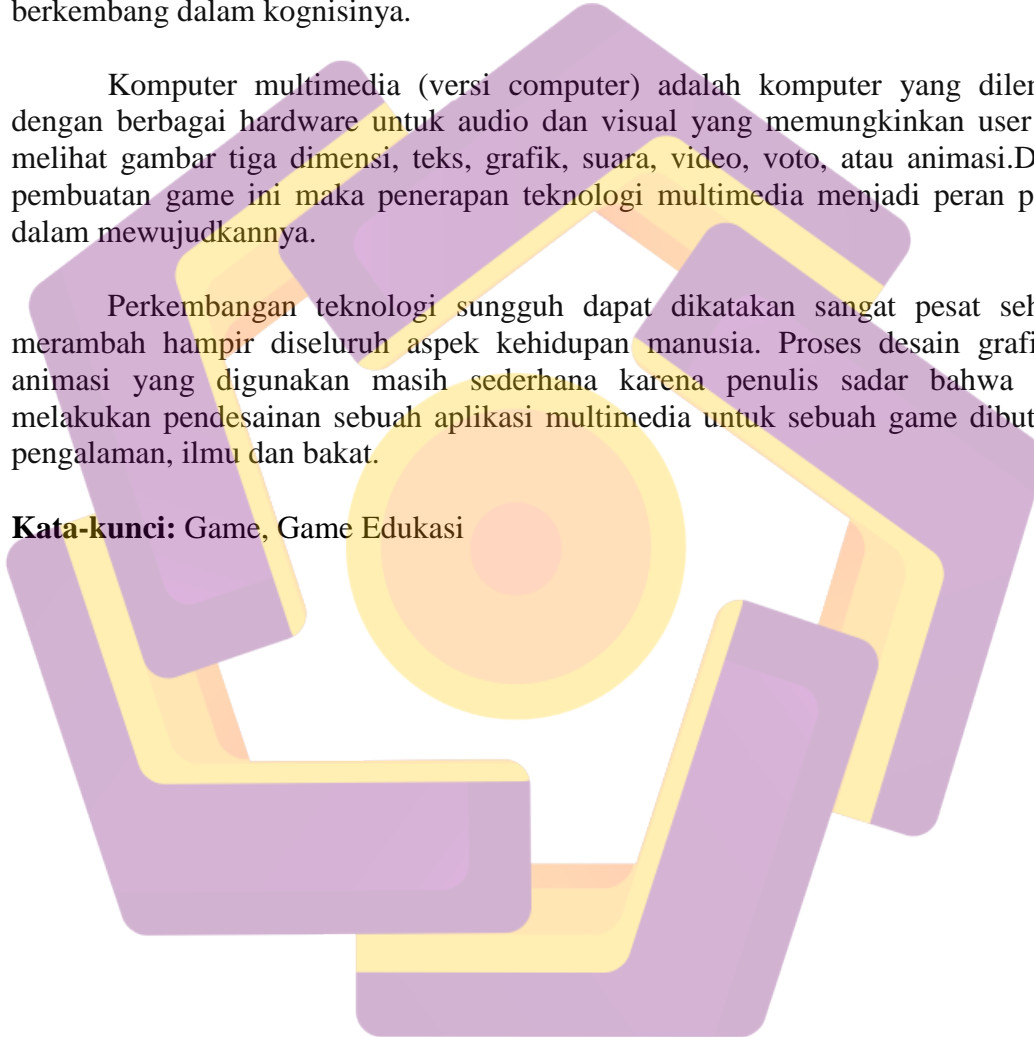 berkembang dalam kognisinya.
Komputer multimedia (versi computer) adalah komputer yang dilen
dengan berbagai hardware untuk audio dan visual yang memungkinkan user
melihat gambar tiga dimensi, teks, grafik, suara, video, voto, atau animasi.D
pembuatan game ini maka penerapan teknologi multimedia menjadi peran p
dalam mewujudkannya.
Perkembangan teknologi sungguh dapat dikatakan sangat pesat seh
merambah hampir diseluruh aspek kehidupan manusia. Proses desain grafi
animasi yang digunakan masih sederhana karena penulis sadar bahwa
melakukan pendesainan sebuah aplikasi multimedia untuk sebuah game dibut
pengalaman, ilmu dan bakat.
Kata-kunci: Game, Game Edukasi